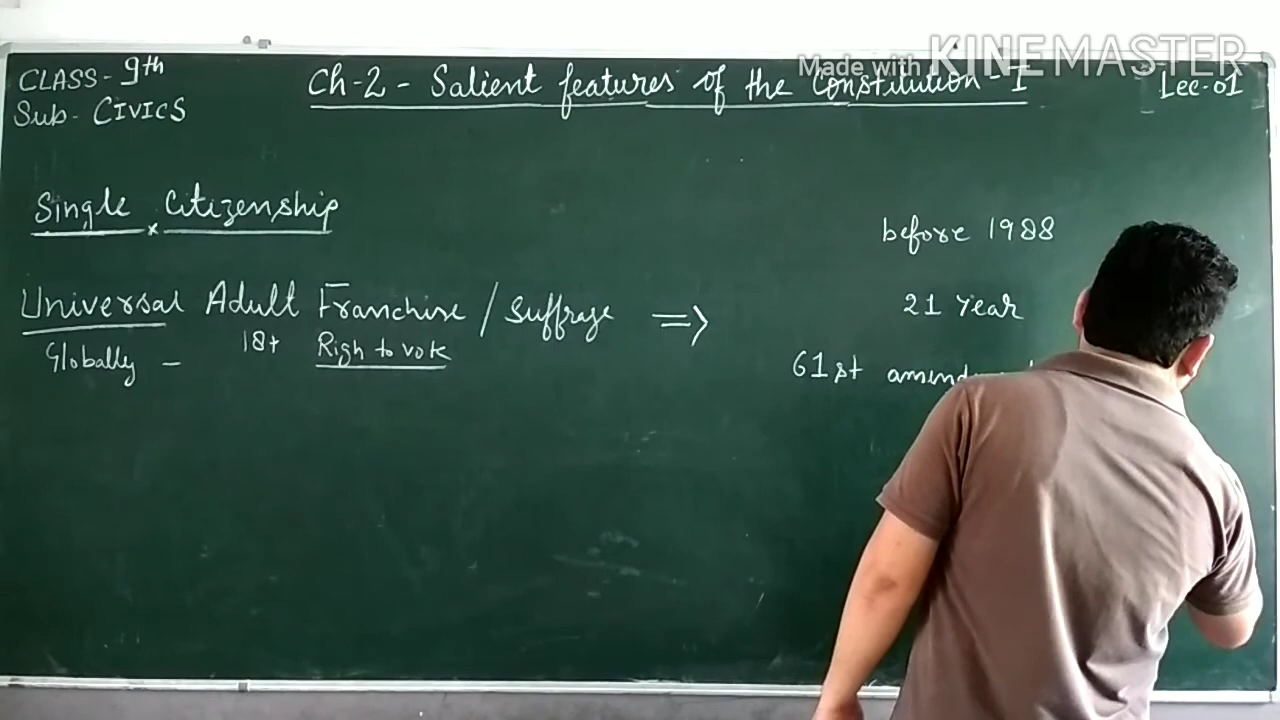 Made with KINEMASTER
CLASS- 9th
Sub- CIVICS
Ch-2 - Salient features of the Constitution - I
Lec-01
Single Citizenship
Universal Adult Franchise / Suffrage =>
Globally - 18+ Righ to vote
before 1988
21 Year
61st